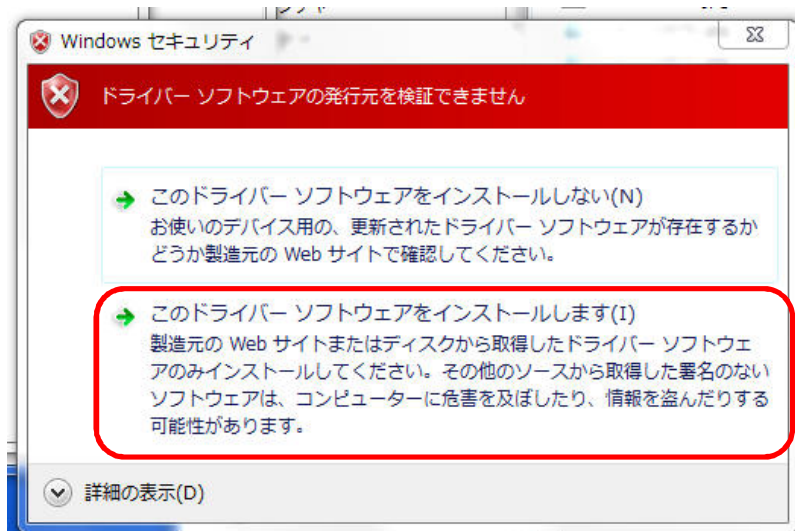 Windows セキュリティ
ドライバー ソフトウェアの発行元を検証できません
このドライバー ソフトウェアをインストールしない(N)
お使いのデバイス用の、更新されたドライバー ソフトウェアが存在するか
どうか製造元の Web サイトで確認してください。
このドライバー ソフトウェアをインストールします(I)
製造元の Web サイトまたはディスクから取得したドライバー ソフトウェ
アのみインストールしてください。その他のソースから取得した署名のない
ソフトウェアは、コンピューターに危害を及ぼしたり、情報を盗んだりする
可能性があります。
詳細の表示(D)